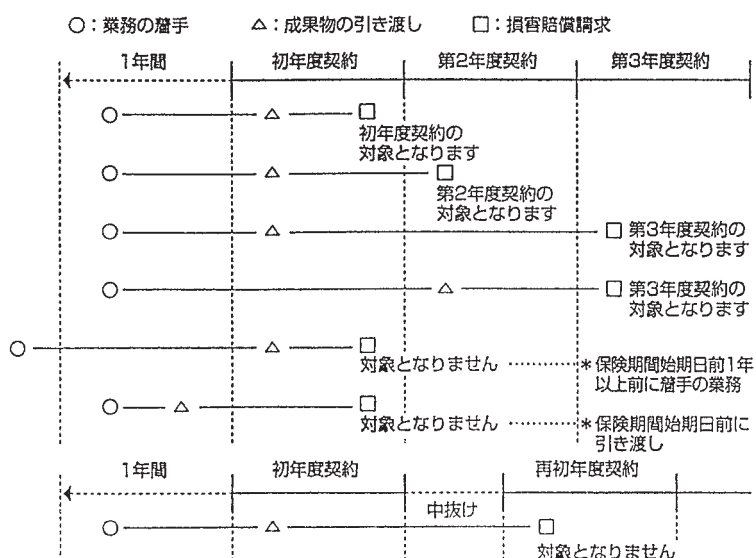 ○：業務の着手　△：成果物の引き渡し　□：損害賠償請求
1年間　初年度契約　第2年度契約　第3年度契約
初年度契約の
対象となります
第2年度契約の
対象となります
第3年度契約の
対象となります
第3年度契約の
対象となります
対象となりません ……… ＊保険期間始期日前1年
以上前に着手の業務
対象となりません ……… ＊保険期間始期日前に
引き渡し
1年間　初年度契約　再初年度契約
中抜け
対象となりません